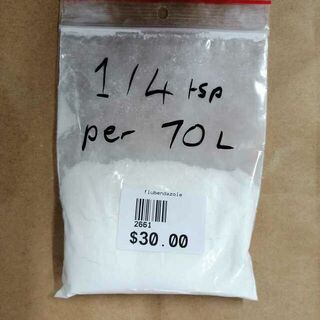 1/4 tsp
per 70L
flubendazole
2661
$30.00